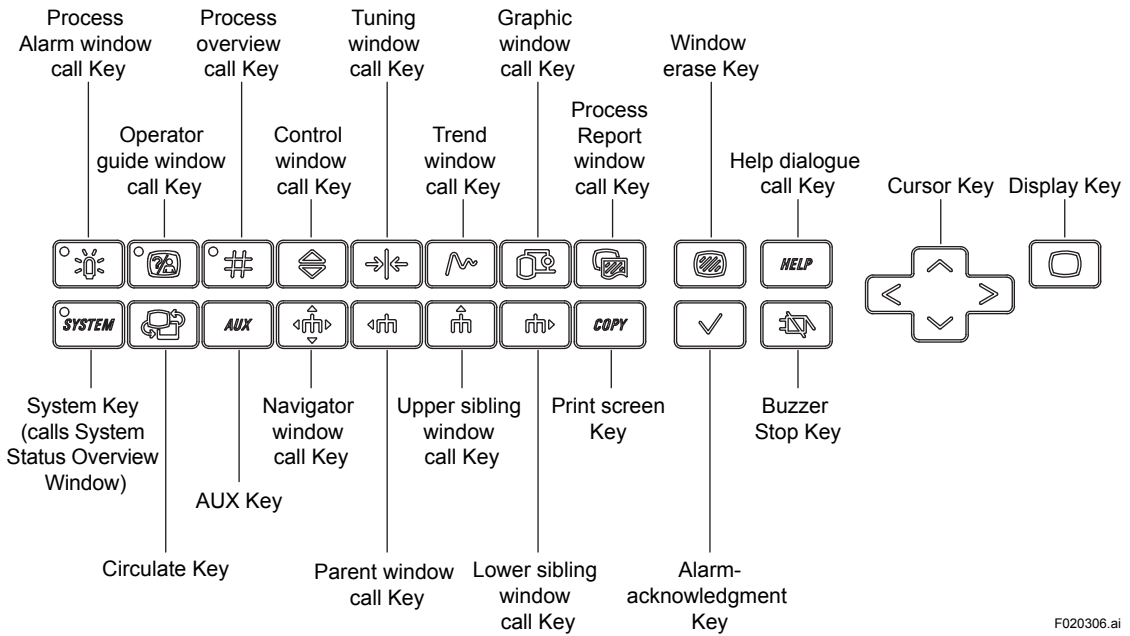 Process
Alarm window
call Key
Process
overview
call Key
Tuning
window
call Key
Graphic
window
call Key
Window
erase Key
Operator
guide window
call Key
Control
window
call Key
Trend
window
call Key
Process
Report
window
call Key
Help dialogue
call Key
Cursor Key
Display Key
HELP
SYSTEM
AUX
COPY
System Key
(calls System
Status Overview
Window)
Circulate Key
AUX Key
Navigator
window
call Key
Parent window
call Key
Upper sibling
window
call Key
Lower sibling
window
call Key
Print screen
Key
Alarm-
acknowledgment
Key
Buzzer
Stop Key
F020306.ai